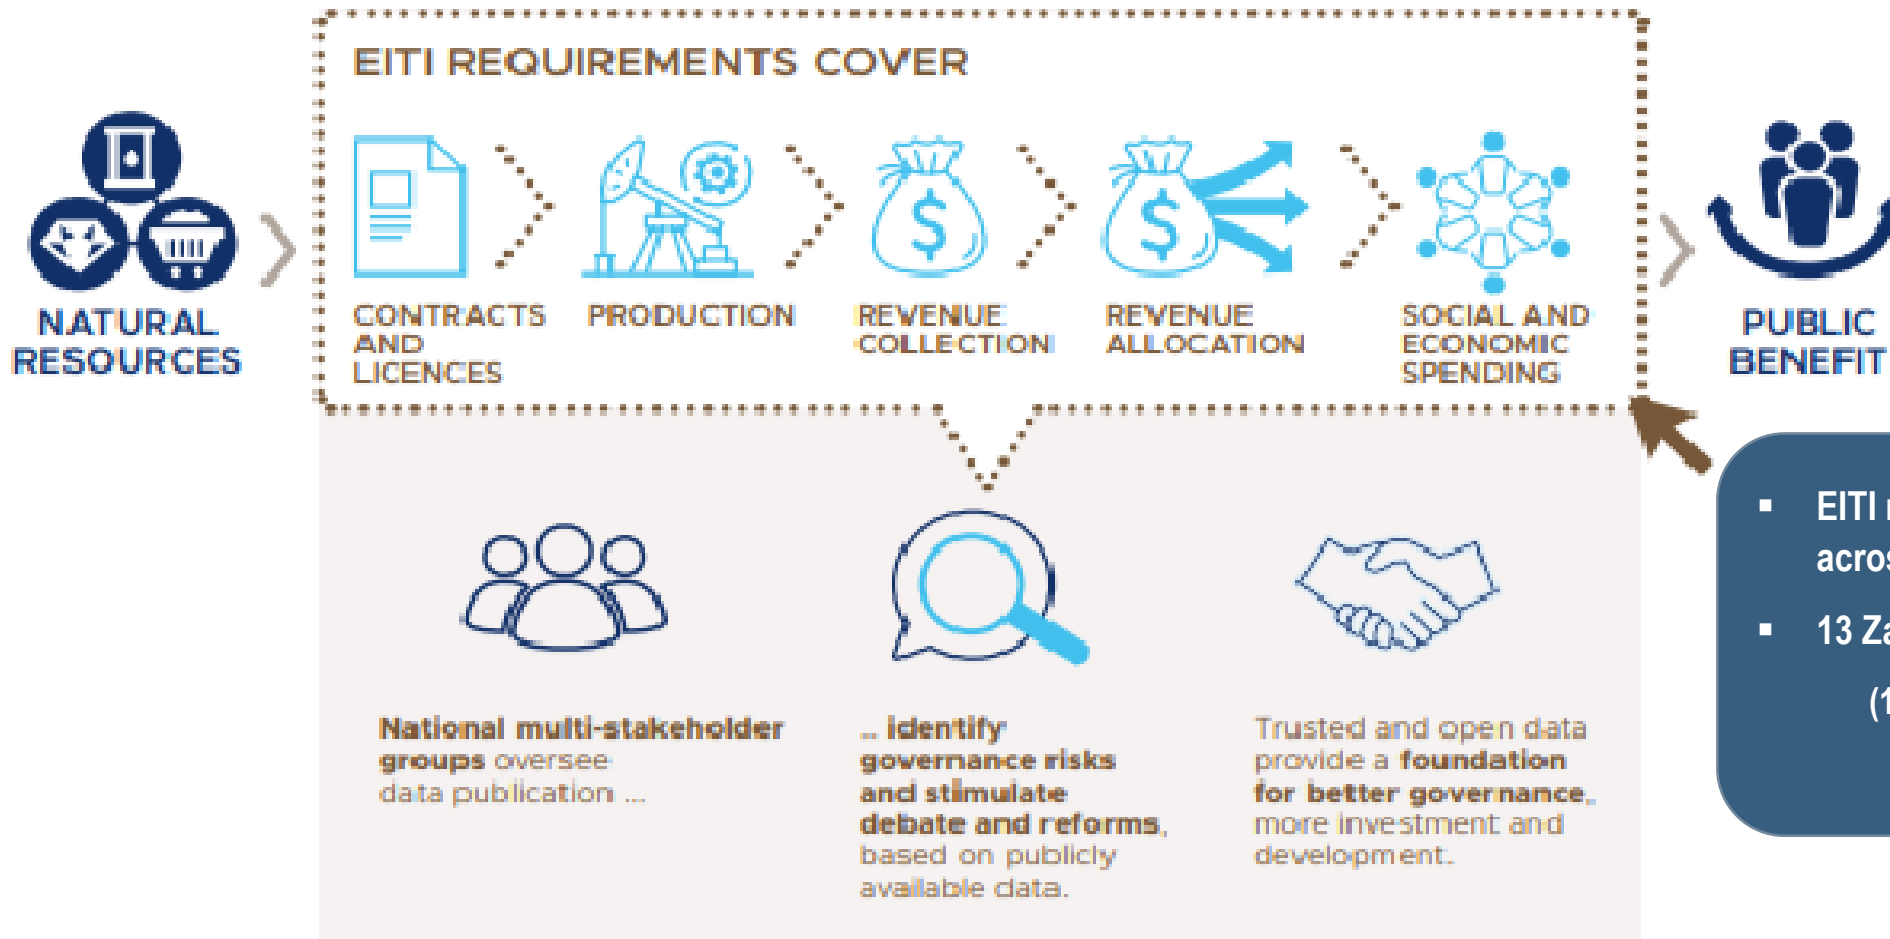 EITI REQUIREMENTS COVER
NATURAL
RESOURCES
CONTRACTS
AND
LICENCES
PRODUCTION
REVENUE
COLLECTION
REVENUE
ALLOCATION
SOCIAL AND
ECONOMIC
SPENDING
PUBLIC
BENEFIT
National multi-stakeholder
groups oversee
data publication ...
... identify
governance risks
and stimulate
debate and reforms,
based on publicly
available data.
Trusted and open data
provide a foundation
for better governance,
more investment and
development.
▪ EITI
▪ 13